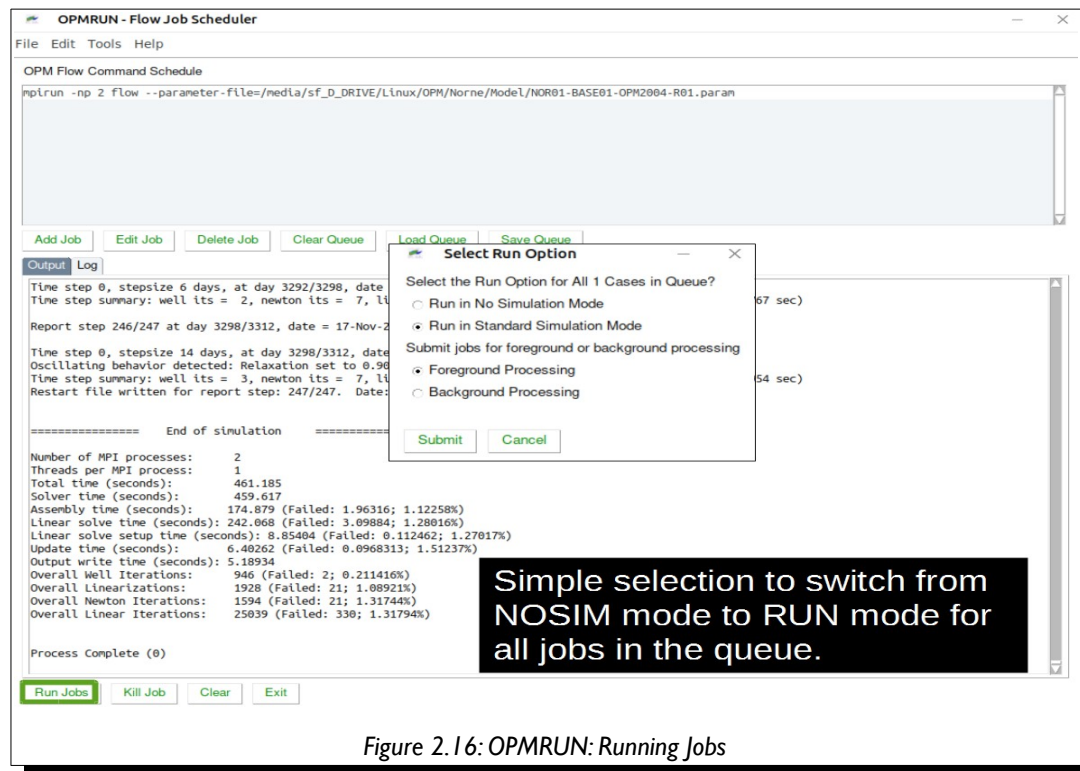 OPMRUN - Flow Job Scheduler
File Edit Tools Help
OPM Flow Command Schedule
mpirun -np 2 flow --parameter-file=/media/sf_D_DRIVE/Linux/OPM/Norne/Model/NOR01-BASE01-OPM2004-R01.param
Add Job Edit Job Delete Job Clear Queue Load Queue Save Queue
Output Log
Time step 0, stepsize 6 days, at day 3292/3298, date
Time step summary: well its = 2, newton its = 7, li 67 sec)
Report step 246/247 at day 3298/3312, date = 17-Nov-2
Time step 0, stepsize 14 days, at day 3298/3312, date
Oscillating behavior detected: Relaxation set to 0.90
Time step summary: well its = 3, newton its = 7, li 54 sec)
Restart file written for report step: 247/247. Date:
================ End of simulation ===========
Number of MPI processes: 2
Threads per MPI process: 1
Total time (seconds): 461.185
Solver time (seconds): 459.617
Assembly time (seconds): 174.879 (Failed: 1.96316; 1.12258%)
Linear solve time (seconds): 242.068 (Failed: 3.09884; 1.28016%)
Linear solve setup time (seconds): 8.85404 (Failed: 0.112462; 1.27017%)
Update time (seconds): 6.40262 (Failed: 0.0968313; 1.51237%)
Output write time (seconds): 5.18934
Overall Well Iterations: 946 (Failed: 2; 0.211416%)
Overall Linearizations: 1928 (Failed: 21; 1.08921%)
Overall Newton Iterations: 1594 (Failed: 21; 1.31744%)
Overall Linear Iterations: 25039 (Failed: 330; 1.31794%)
Process Complete (0)
Select Run Option
Select the Run Option for All 1 Cases in Queue?
Run in No Simulation Mode
Run in Standard Simulation Mode
Submit jobs for foreground or background processing
Foreground Processing
Background Processing
Submit Cancel
Simple selection to switch from
NOSIM mode to RUN mode for
all jobs in the queue.
Run Jobs Kill Job Clear Exit
Figure 2.16: OPMRUN: Running Jobs